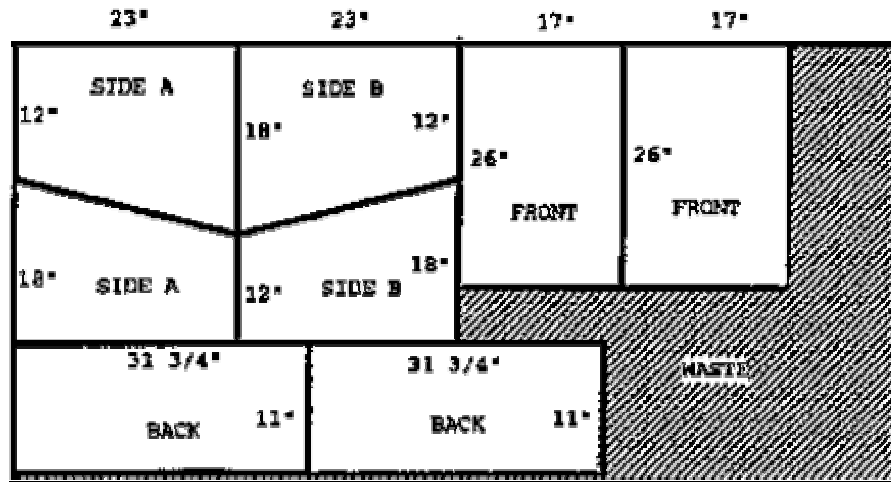 23" 23" 17" 17"
SIDE A SIDE B
12" 18" 12"
26" 26"
FRONT FRONT
18" SIDE A 12" SIDE B 18"
31 3/4" 31 3/4"
WASTE
BACK 11" BACK 11"